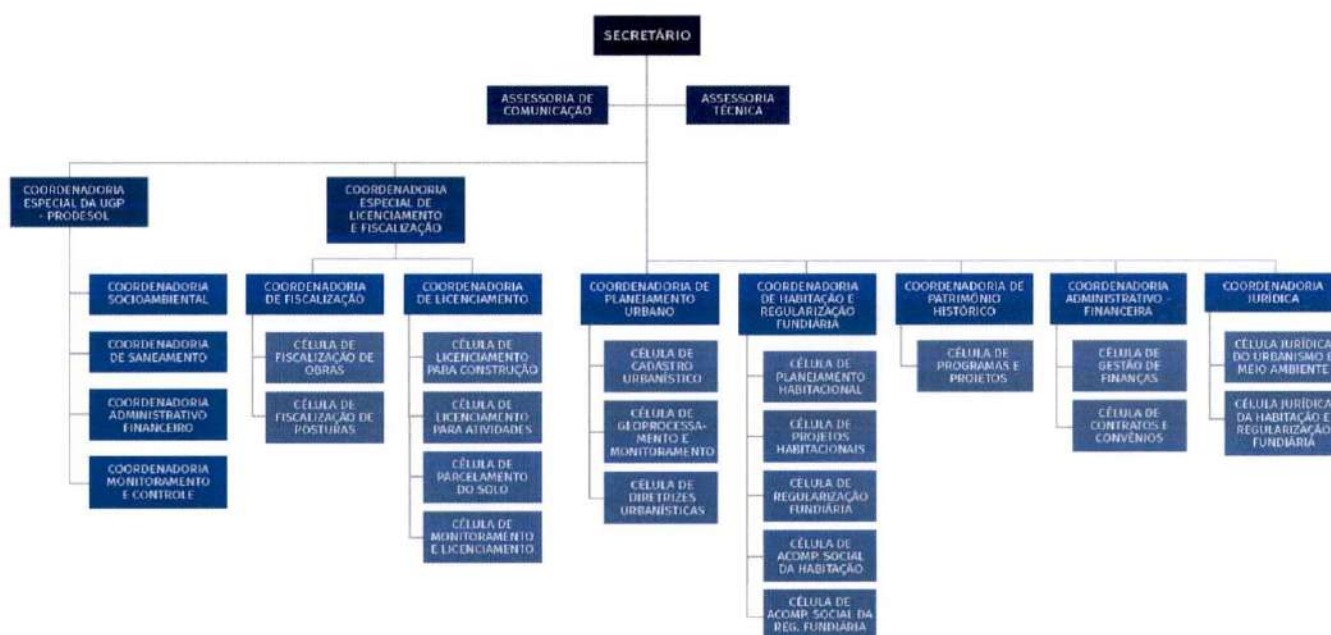 SECRETÁRIO
ASSESSORIA DE
COMUNICAÇÃO
ASSESSORIA
TÉCNICA
COORDENADORIA
ESPECIAL DA UGP
- PRODESOL
COORDENADORIA
ESPECIAL DE
LICENCIAMENTO
E FISCALIZAÇÃO
COORDENADORIA
SOCIOAMBIENTAL
COORDENADORIA
DE SANEAMENTO
COORDENADORIA
ADMINISTRATIVO
FINANCEIRO
COORDENADORIA
MONITORAMENTO
E CONTROLE
COORDENADORIA
DE FISCALIZAÇÃO
CÉLULA DE
FISCALIZAÇÃO DE
OBRAS
CÉLULA DE
FISCALIZAÇÃO DE
POSTURAS
COORDENADORIA
DE LICENCIAMENTO
CÉLULA DE
LICENCIAMENTO
PARA CONSTRUÇÃO
CÉLULA DE
LICENCIAMENTO
PARA ATIVIDADES
CÉLULA DE
PARCELAMENTO
DO SOLO
CÉLULA DE
MONITORAMENTO
E LICENCIAMENTO
COORDENADORIA DE
PLANEJAMENTO
URBANO
CÉLULA DE
CADASTRO
URBANÍSTICO
CÉLULA DE
GEOPROCESSA-
MENTO E
MONITORAMENTO
CÉLULA DE
DIRETRIZES
URBANÍSTICAS
COORDENADORIA
DE HABITAÇÃO E
REGULARIZAÇÃO
FUNDIÁRIA
CÉLULA DE
PLANEJAMENTO
HABITACIONAL
CÉLULA DE
PROJETOS
HABITACIONAIS
CÉLULA DE
REGULARIZAÇÃO
FUNDIÁRIA
CÉLULA DE
ACOMP. SOCIAL
DA HABITAÇÃO
CÉLULA DE
ACOMP. SOCIAL DA
REG. FUNDIÁRIA
COORDENADORIA DE
PATRIMÔNIO
HISTÓRICO
CÉLULA DE
PROGRAMAS E
PROJETOS
COORDENADORIA
ADMINISTRATIVO -
FINANCEIRA
CÉLULA DE
GESTÃO DE
FINANÇAS
CÉLULA DE
CONTRATOS E
CONVÊNIOS
COORDENADORIA
JURÍDICA
CÉLULA JURÍDICA
DO URBANISMO E
MEIO AMBIENTE
CÉLULA JURÍDICA
DA HABITAÇÃO E
REGULARIZAÇÃO
FUNDIÁRIA